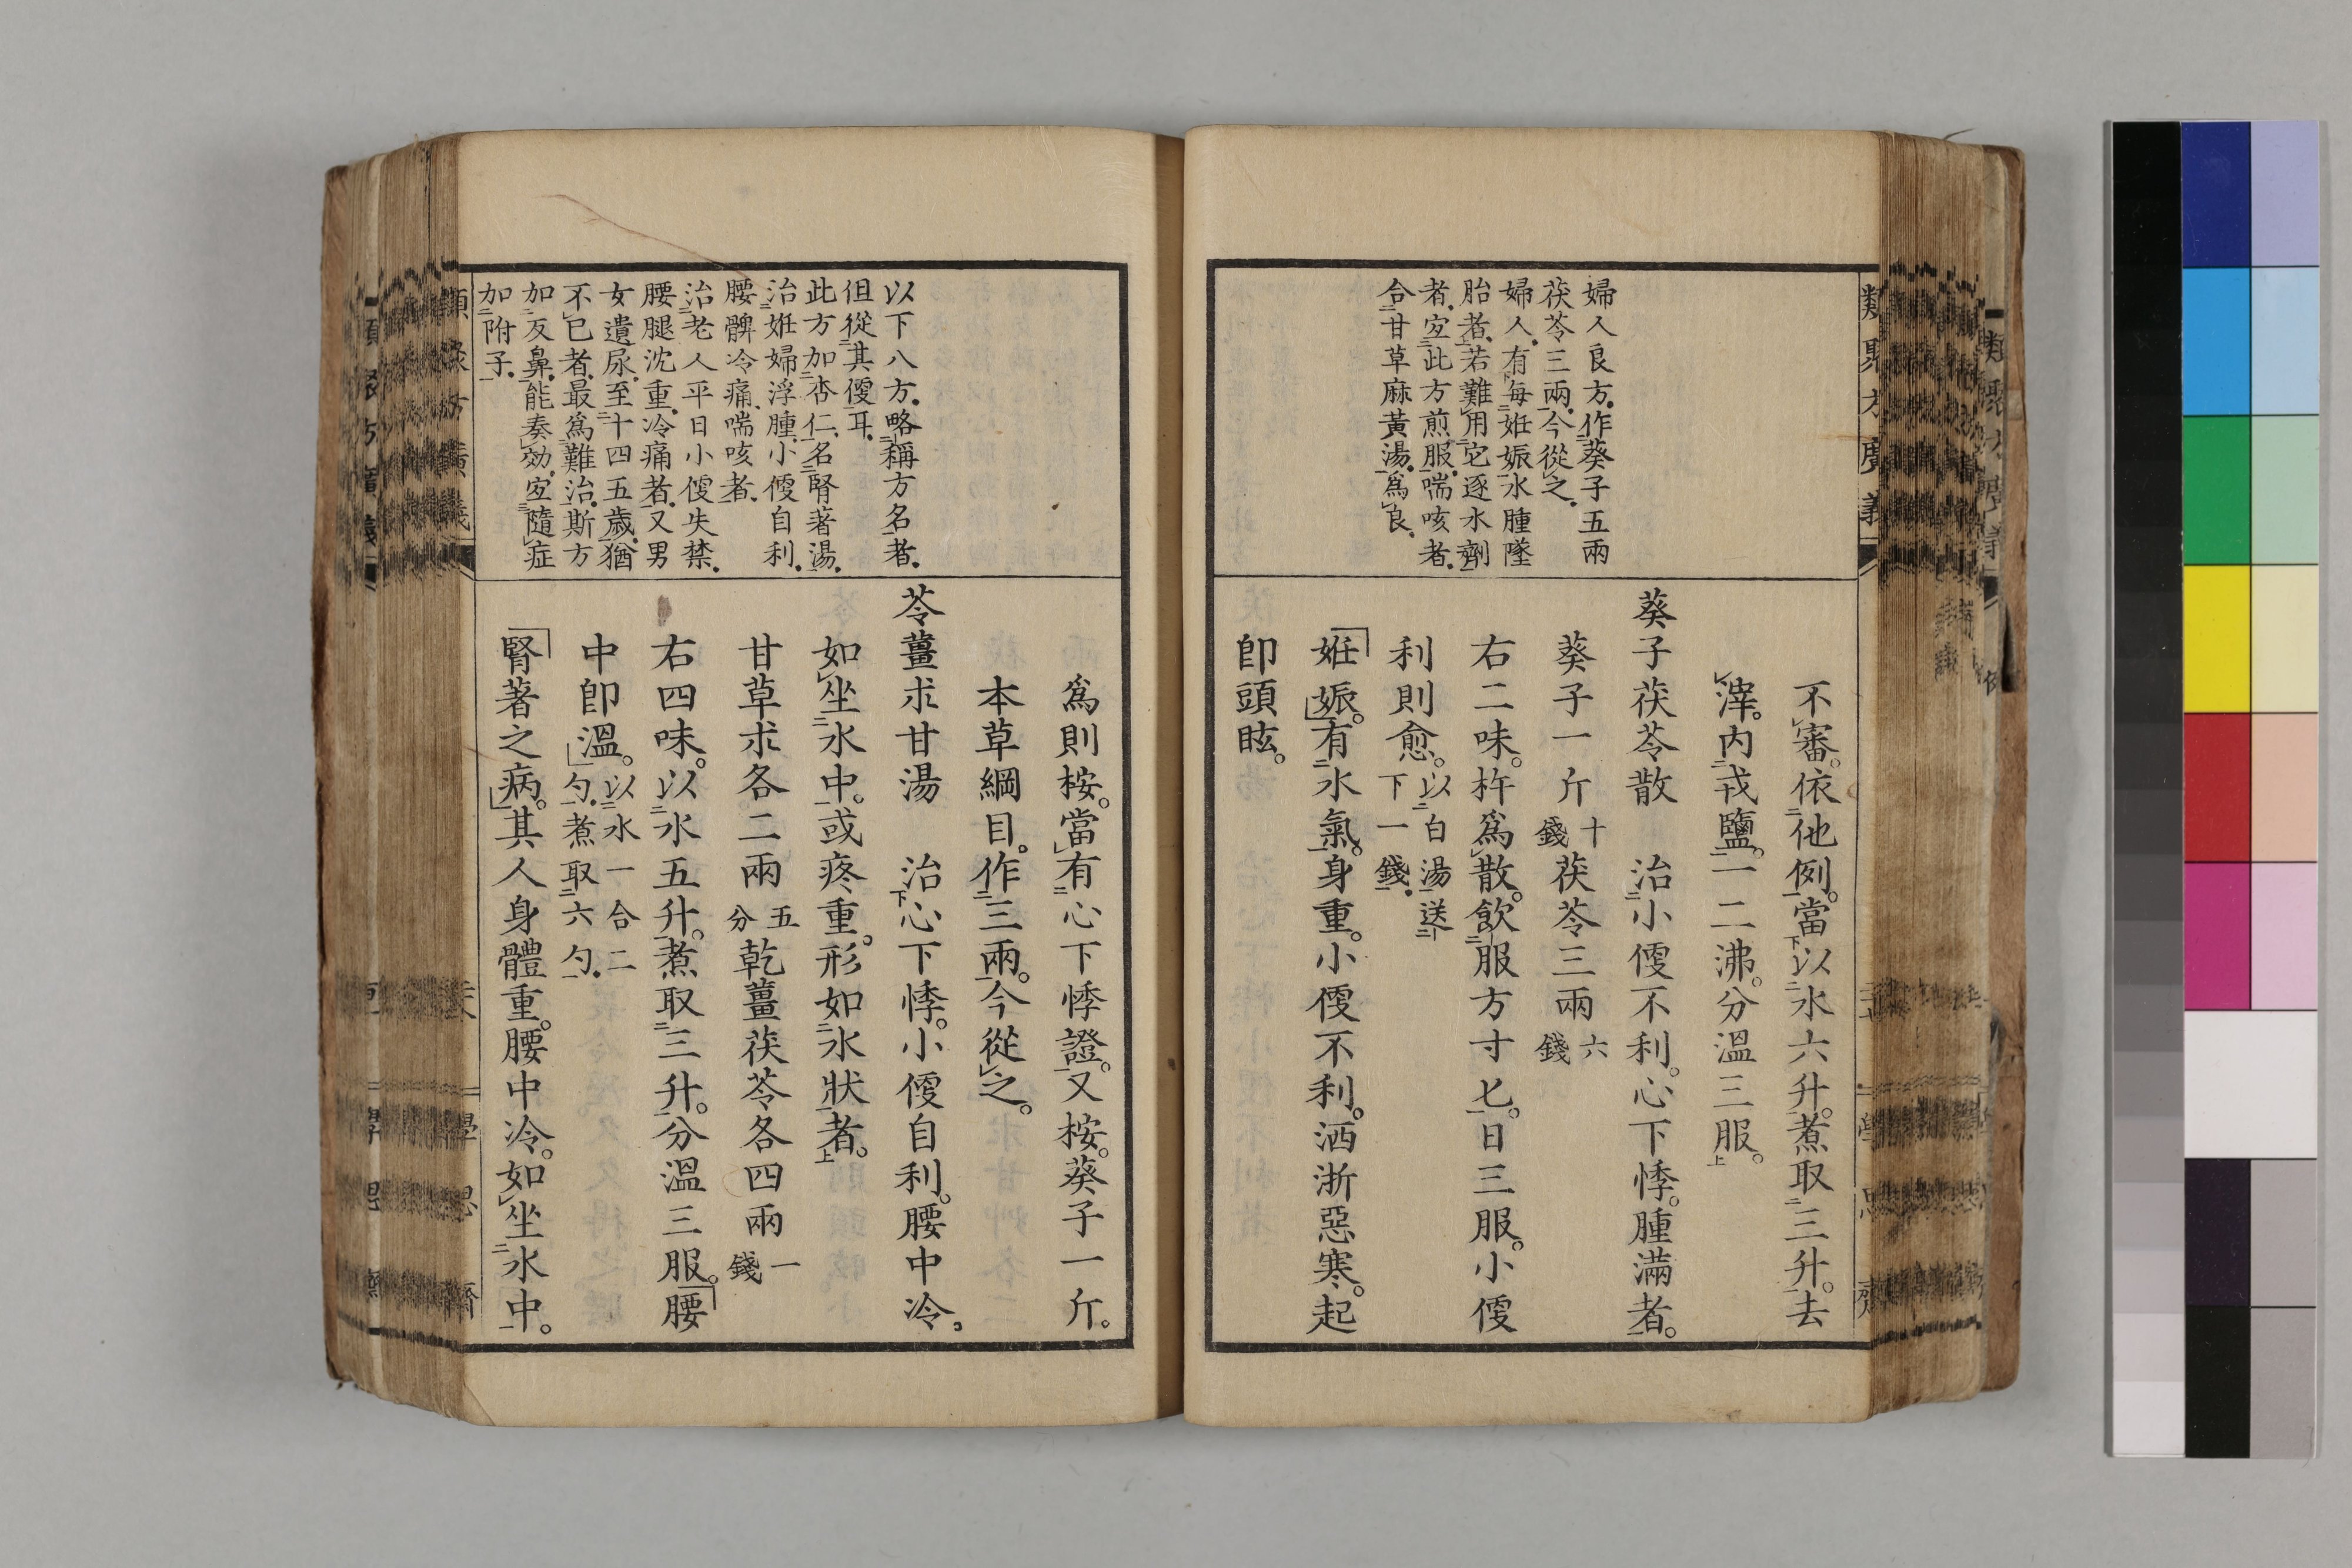 類聚方廣義
婦人良方作葵子五兩
茯苓三兩今從之
婦人有每姙娠水腫墜
胎者若難用它逐水劑
者宜此方煎服喘咳者
合甘草麻黃湯爲良
不審。依他例。當以水六升。煮取三升。去
滓。内戎鹽。一二沸。分溫三服。
葵子茯苓散　治小便不利。心下悸。腫滿者。
葵子一斤十錢茯苓三兩六錢
右二味。杵爲散。飲服方寸匕。日三服。小便
利則愈。以白湯送下一錢
「姙娠」。有水氣。身重。小便不利。洒淅惡寒。起
卽頭眩。
以下八方略稱方名者
但從其便耳
此方加杏仁名腎著湯
治姙婦浮腫小便自利
腰髀冷痛喘咳者
治老人平日小便失禁
腰腿沈重冷痛者又男
女遺尿至十四五歲猶
不已者最爲難治斯方
加反鼻能奏効宜隨症
加附子
爲則桉。當有心下悸證。又桉。葵子一斤。
本草綱目。作三兩。今從之。
苓薑朮甘湯　治心下悸。小便自利。腰中冷。
如坐水中。或疼重。形如水狀者。
甘草朮各二兩五分乾薑茯苓各四兩一錢
右四味。以水五升。煮取三升。分溫三服。「腰
中卽溫。」以水一合二勺煮取六勺
「腎著之病」。其人身體重。腰中冷。如坐水中。